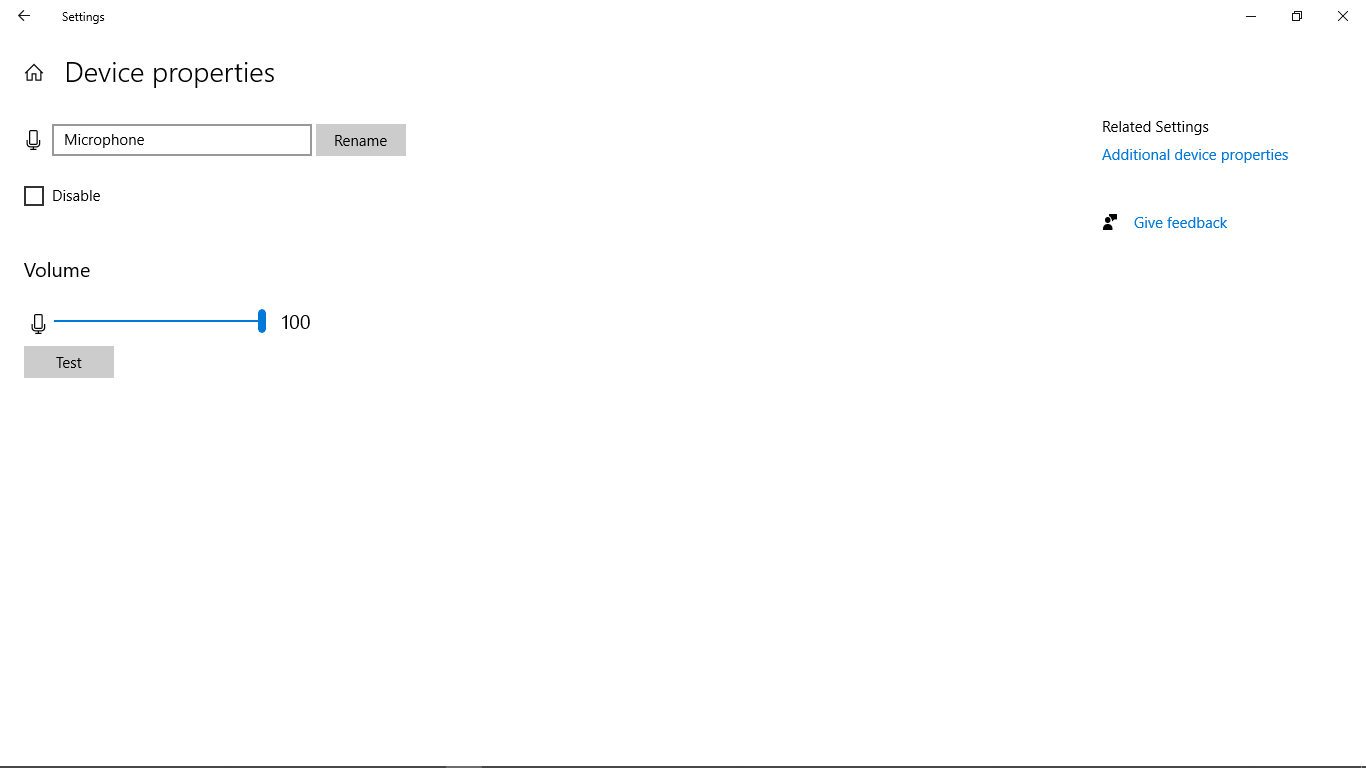 Settings
Device properties
Microphone
Rename
Disable
Volume
100
Test
Related Settings
Additional device properties
Give feedback